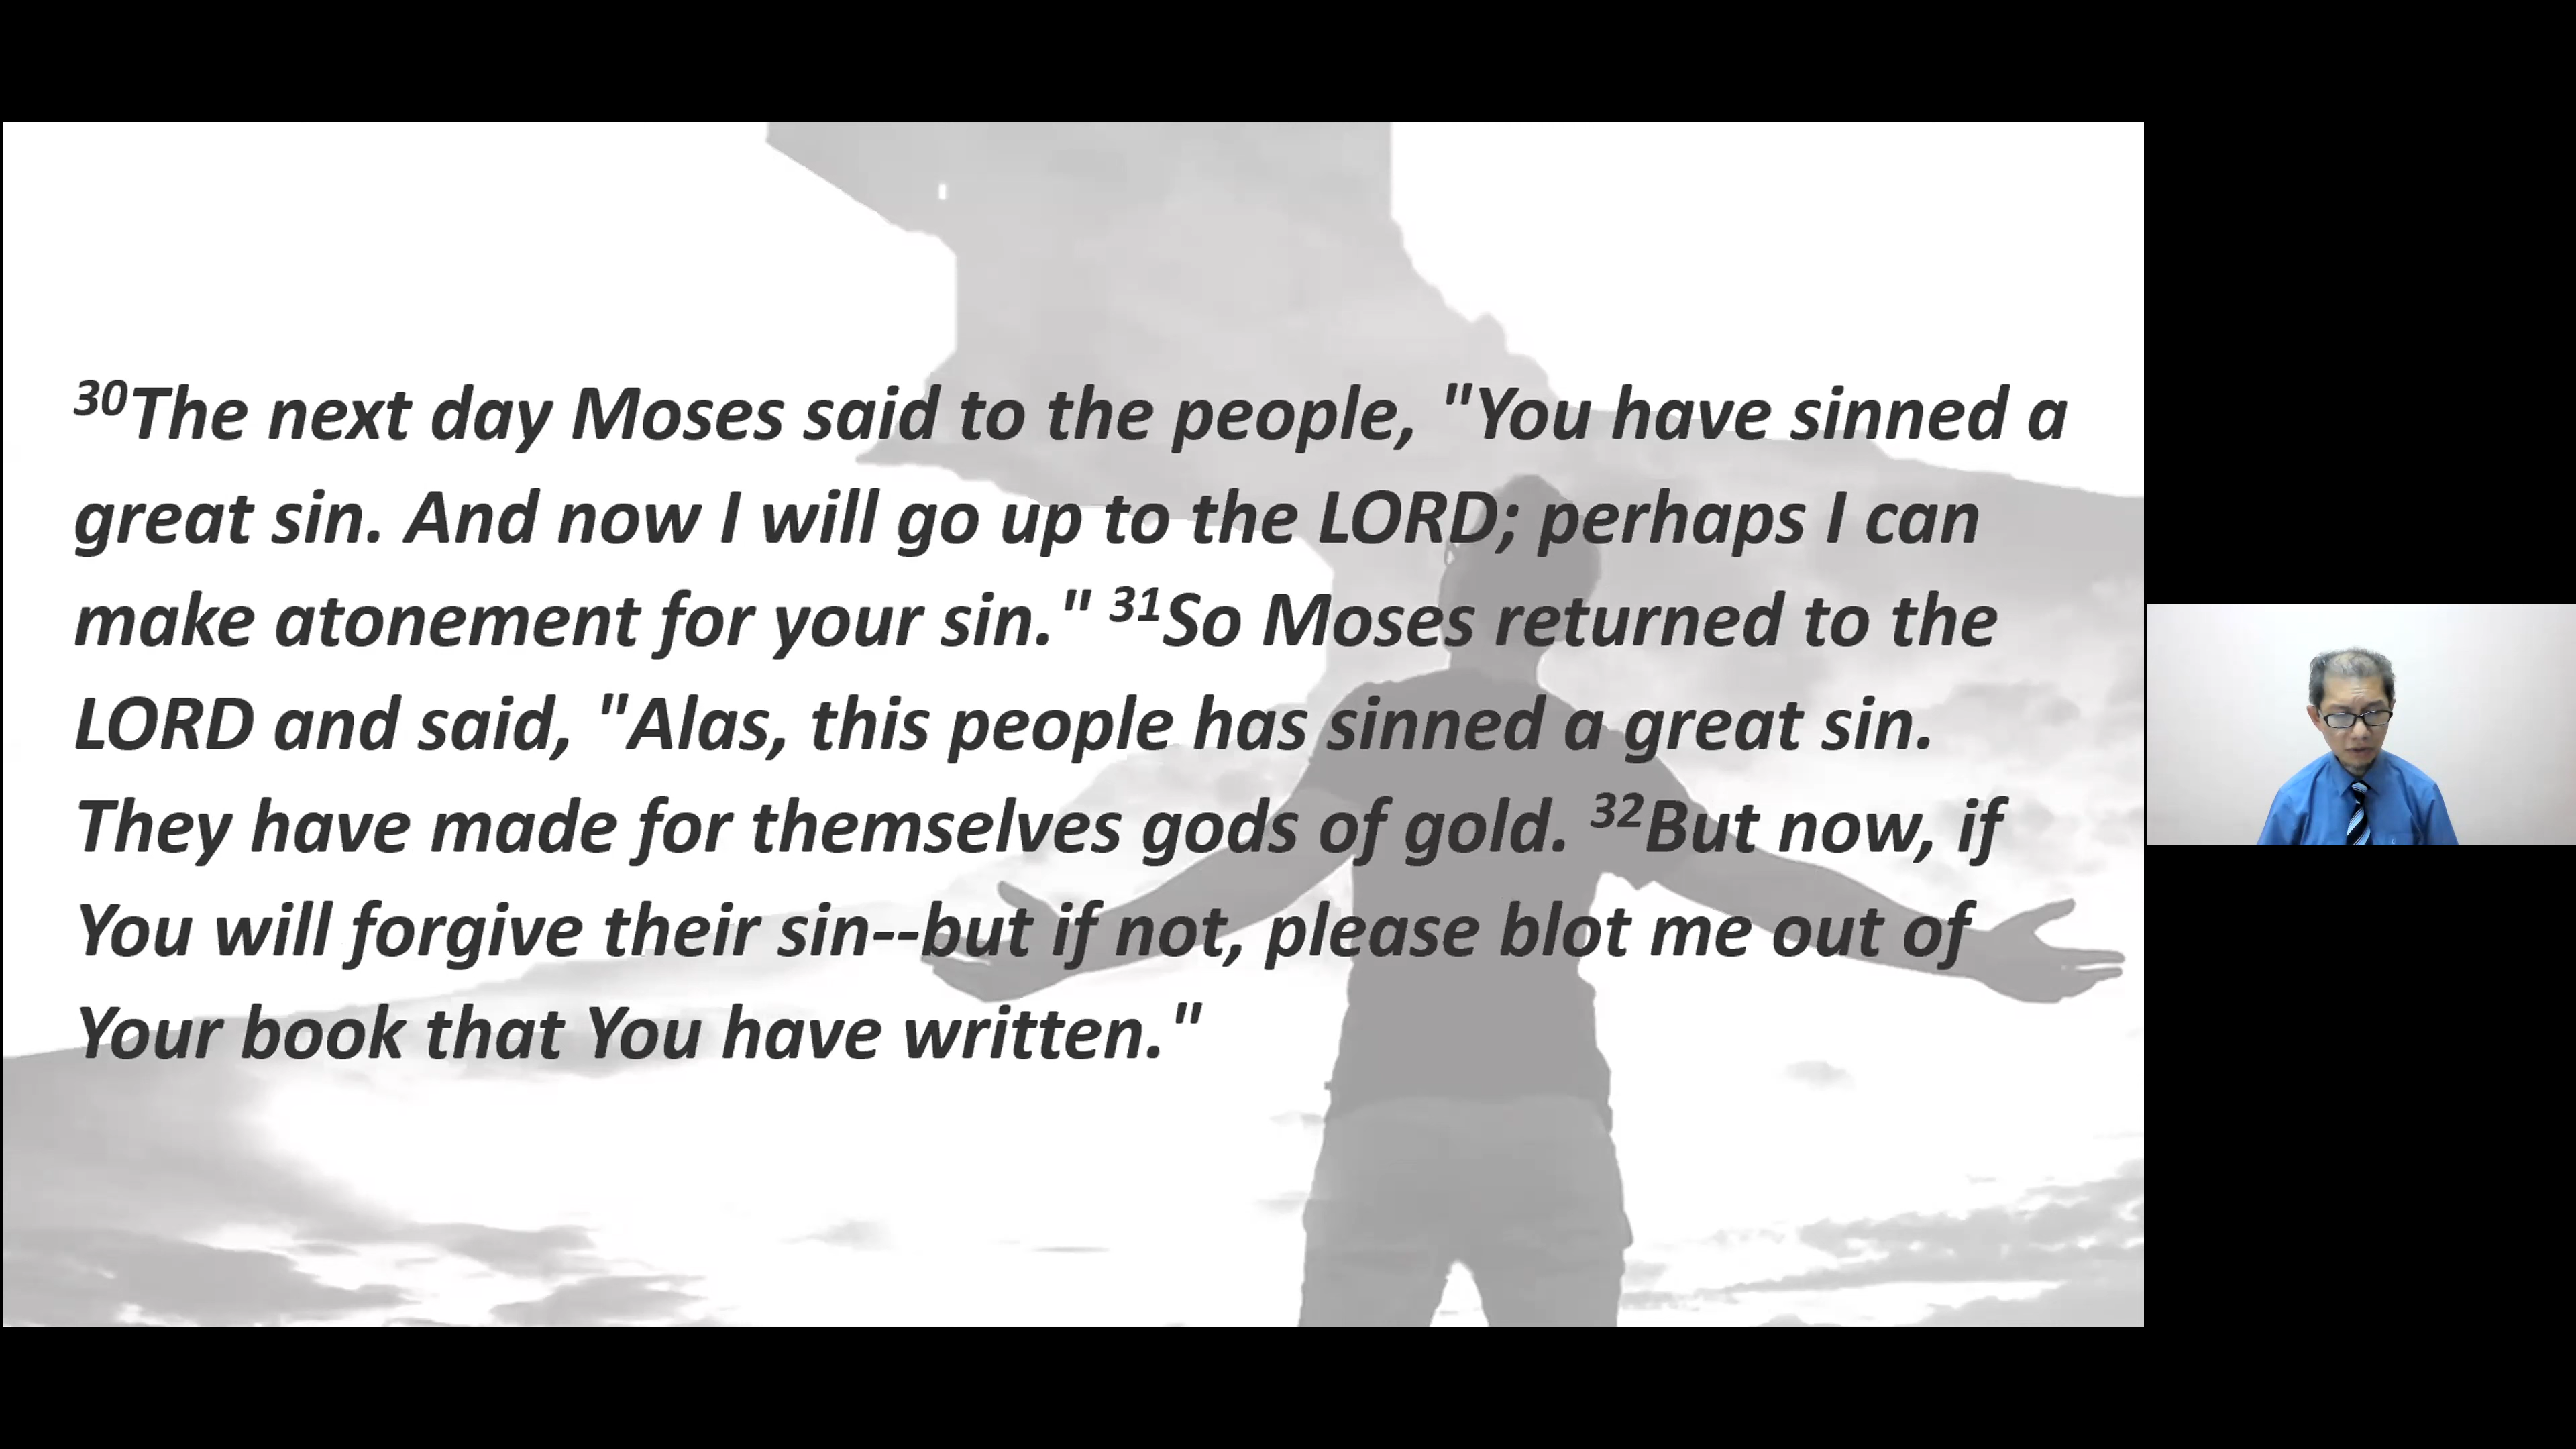 30The next day Moses said to the people, "You have sinned a
great sin. And now I will go up to the LORD; perhaps I can
make atonement for your sin." 31So Moses returned to the
LORD and said, "Alas, this people has sinned a great sin.
They have made for themselves gods of gold. 32But now, if
You will forgive their sin--but if not, please blot me out of
Your book that You have written."